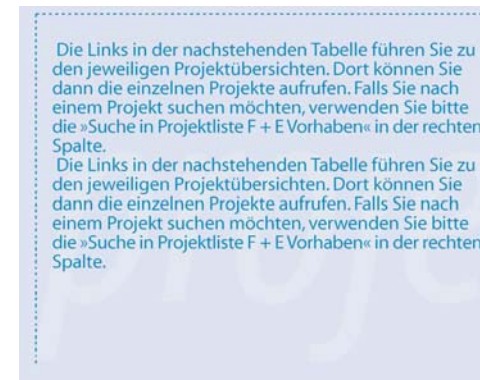 Die Links in der nachstehenden Tabelle führen Sie zu
den jeweiligen Projektübersichten. Dort können Sie
dann die einzelnen Projekte aufrufen. Falls Sie nach
einem Projekt suchen möchten, verwenden Sie bitte
die »Suche in Projektliste F + E Vorhaben« in der rechten
Spalte.
Die Links in der nachstehenden Tabelle führen Sie zu
den jeweiligen Projektübersichten. Dort können Sie
dann die einzelnen Projekte aufrufen. Falls Sie nach
einem Projekt suchen möchten, verwenden Sie bitte
die »Suche in Projektliste F + E Vorhaben« in der rechten
Spalte.
projec